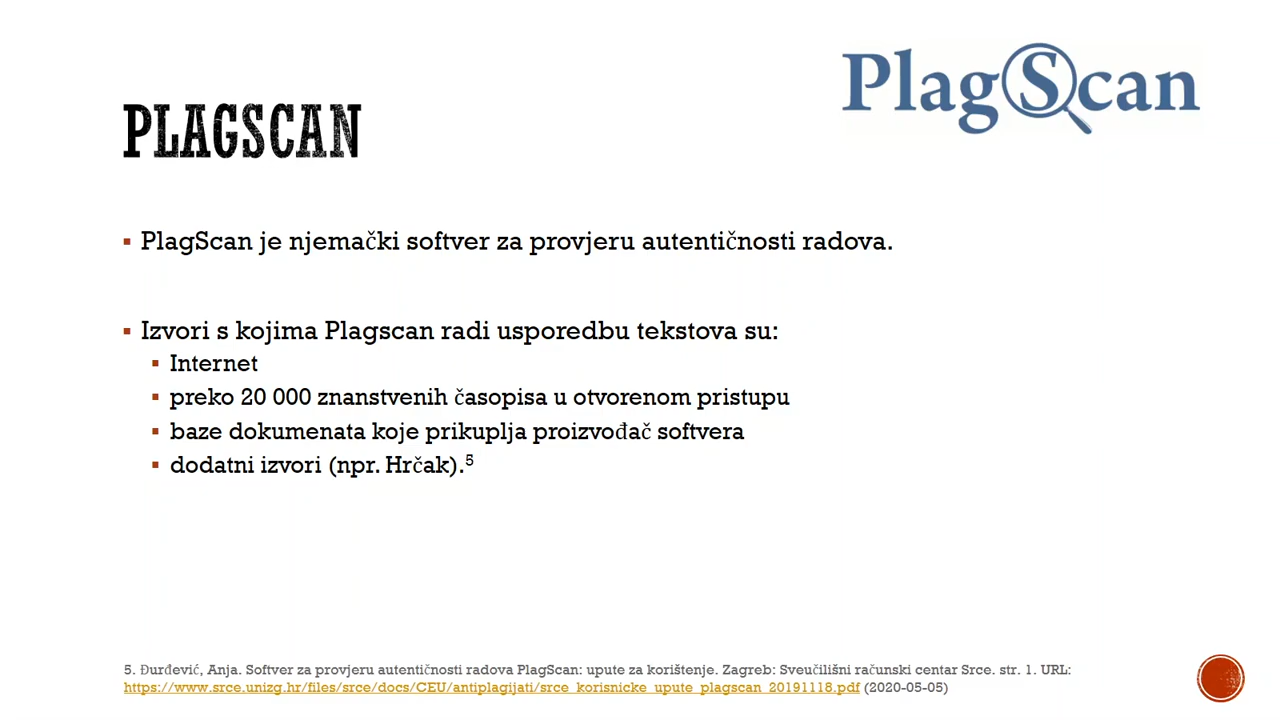 PlagScan
PLAGSCAN
▪ PlagScan je njemački softver za provjeru autentičnosti radova.
▪ Izvori s kojima Plagscan radi usporedbu tekstova su:
▪ Internet
▪ preko 20 000 znanstvenih časopisa u otvorenom pristupu
▪ baze dokumenata koje prikuplja proizvođač softvera
▪ dodatni izvori (npr. Hrčak).⁵
5. Đurđević, Anja. Softver za provjeru autentičnosti radova PlagScan: upute za korištenje. Zagreb: Sveučilišni računski centar Srce. str. 1. URL:
https://www.srce.unizg.hr/files/srce/docs/CEU/antiplagijati/srce_korisnicke_upute_plagscan_20191118.pdf (2020-05-05)